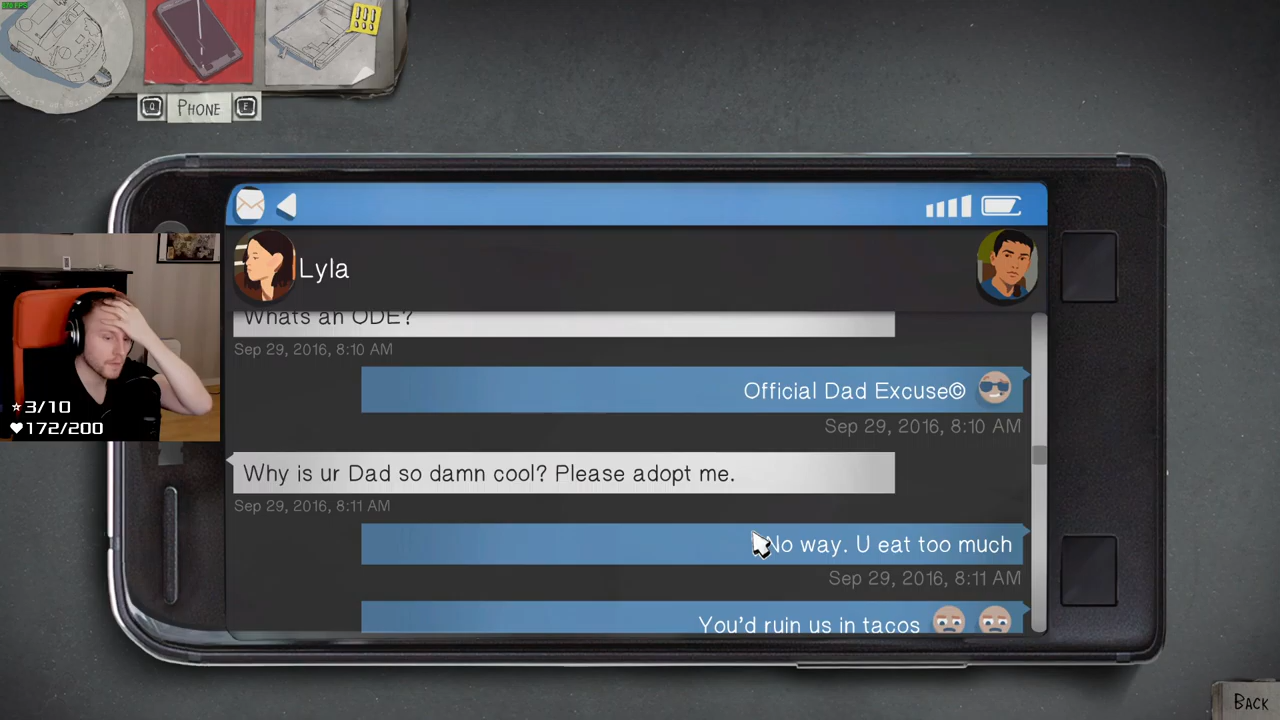 Q PHONE E
Lyla
Whats an ODE?
Sep 29, 2016, 8:10 AM
Official Dad Excuse©
Sep 29, 2016, 8:10 AM
Why is ur Dad so damn cool? Please adopt me.
Sep 29, 2016, 8:11 AM
No way. U eat too much
Sep 29, 2016, 8:11 AM
You'd ruin us in tacos
3/10
172/200
BACK